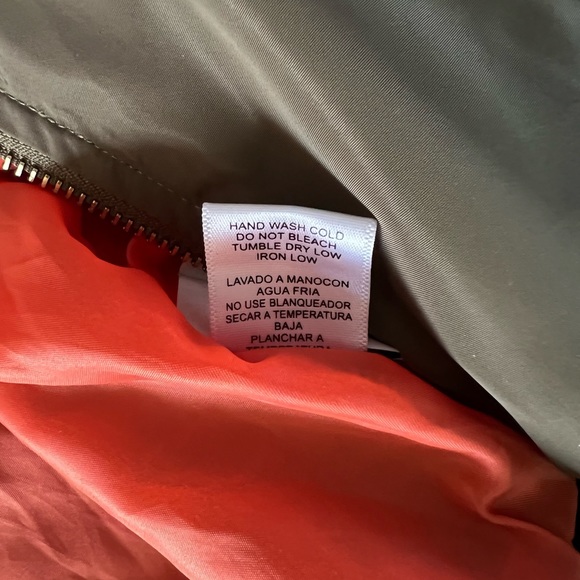 HAND WASH COLD
DO NOT BLEACH
TUMBLE DRY LOW
IRON LOW
LAVADO A MANOCON
AGUA FRIA
NO USE BLANQUEADOR
SECAR A TEMPERATURA
BAJA
PLANCHAR A